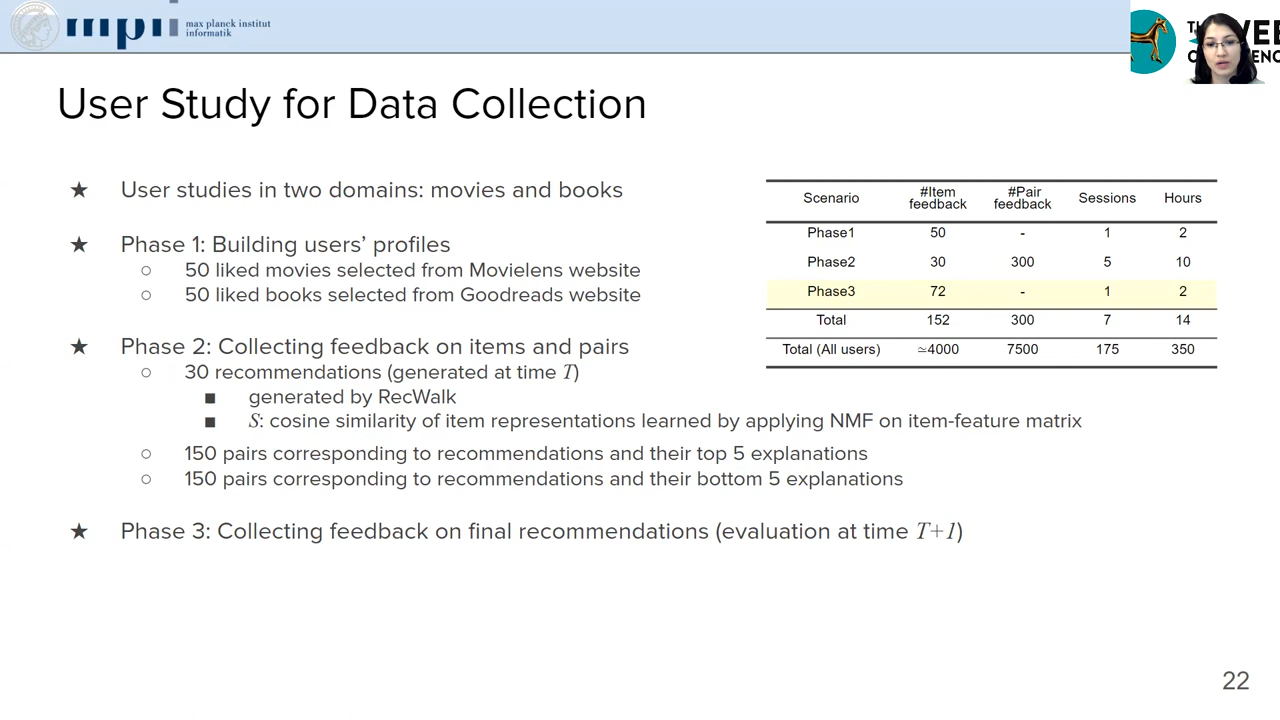 max planck institut
informatik
User Study for Data Collection
★ User studies in two domains: movies and books
★ Phase 1: Building users’ profiles
○ 50 liked movies selected from Movielens website
○ 50 liked books selected from Goodreads website
★ Phase 2: Collecting feedback on items and pairs
○ 30 recommendations (generated at time T)
■ generated by RecWalk
■ S: cosine similarity of item representations learned by applying NMF on item-feature matrix
○ 150 pairs corresponding to recommendations and their top 5 explanations
○ 150 pairs corresponding to recommendations and their bottom 5 explanations
★ Phase 3: Collecting feedback on final recommendations (evaluation at time T+1)
Scenario #Item feedback #Pair feedback Sessions Hours
Phase1 50 - 1 2
Phase2 30 300 5 10
Phase3 72 - 1 2
Total 152 300 7 14
Total (All users) ≃4000 7500 175 350
22